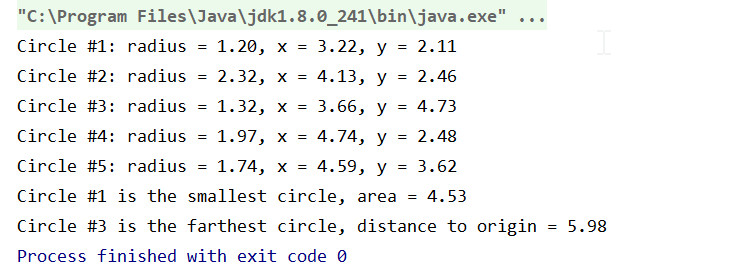 "C:\Program Files\Java\jdk1.8.0_241\bin\java.exe" ...
Circle #1: radius = 1.20, x = 3.22, y = 2.11
Circle #2: radius = 2.32, x = 4.13, y = 2.46
Circle #3: radius = 1.32, x = 3.66, y = 4.73
Circle #4: radius = 1.97, x = 4.74, y = 2.48
Circle #5: radius = 1.74, x = 4.59, y = 3.62
Circle #1 is the smallest circle, area = 4.53
Circle #3 is the farthest circle, distance to origin = 5.98
Process finished with exit code 0